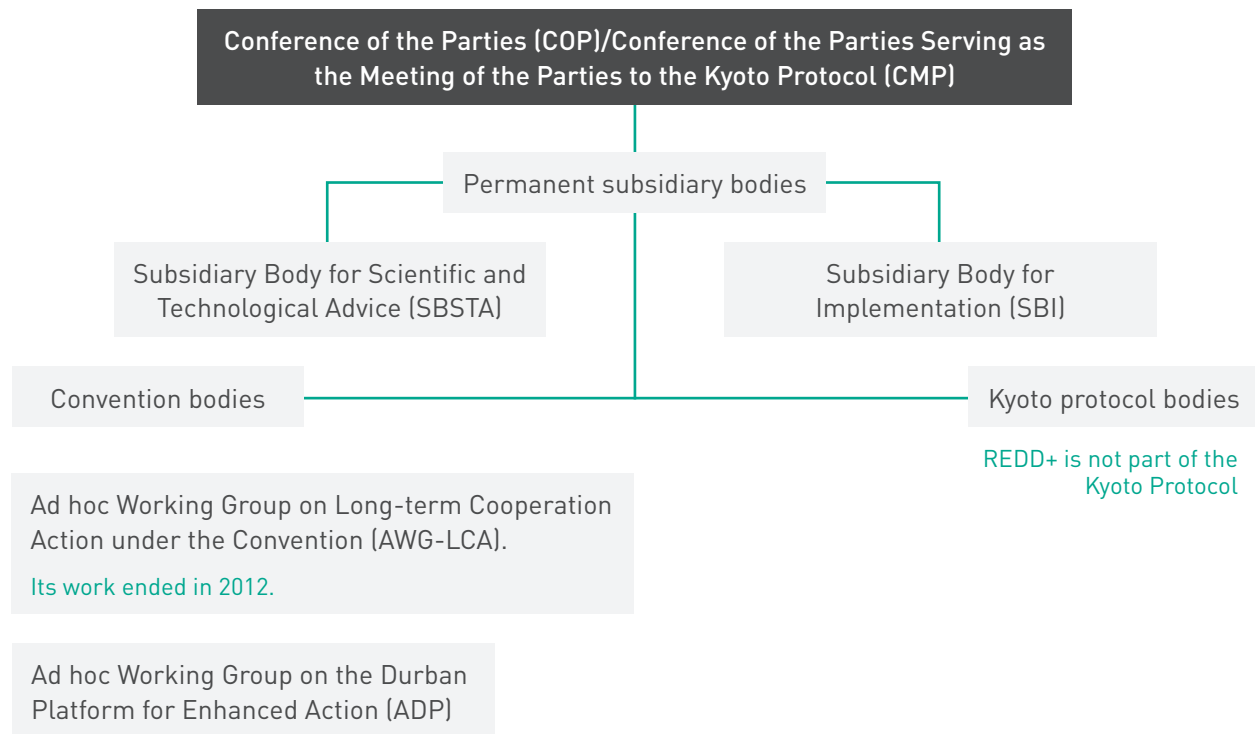 Conference of the Parties (COP)/Conference of the Parties Serving as
the Meeting of the Parties to the Kyoto Protocol (CMP)
Permanent subsidiary bodies
Subsidiary Body for Scientific and
Technological Advice (SBSTA)
Subsidiary Body for
Implementation (SBI)
Convention bodies
Kyoto protocol bodies
REDD+ is not part of the
Kyoto Protocol
Ad hoc Working Group on Long-term Cooperation
Action under the Convention (AWG-LCA).
Its work ended in 2012.
Ad hoc Working Group on the Durban
Platform for Enhanced Action (ADP)